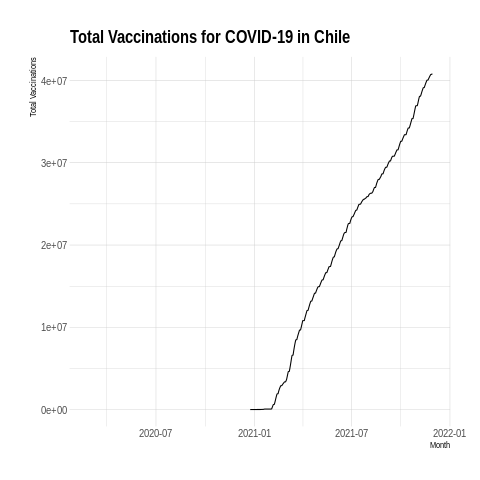 Total Vaccinations for COVID-19 in Chile
Total Vaccinations
4e+07
3e+07
2e+07
1e+07
0e+00
2020-07 2021-01 2021-07 2022-01
Month